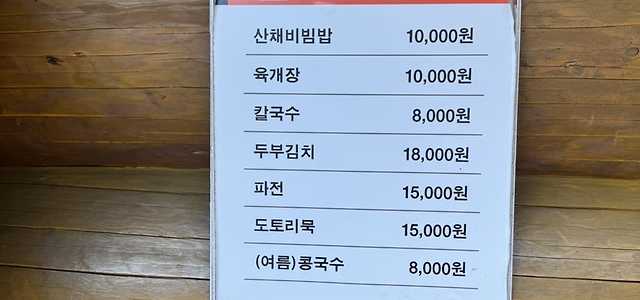 산채비빔밥 10,000원
육개장 10,000원
칼국수 8,000원
두부김치 18,000원
파전 15,000원
도토리묵 15,000원
(여름)콩국수 8,000원